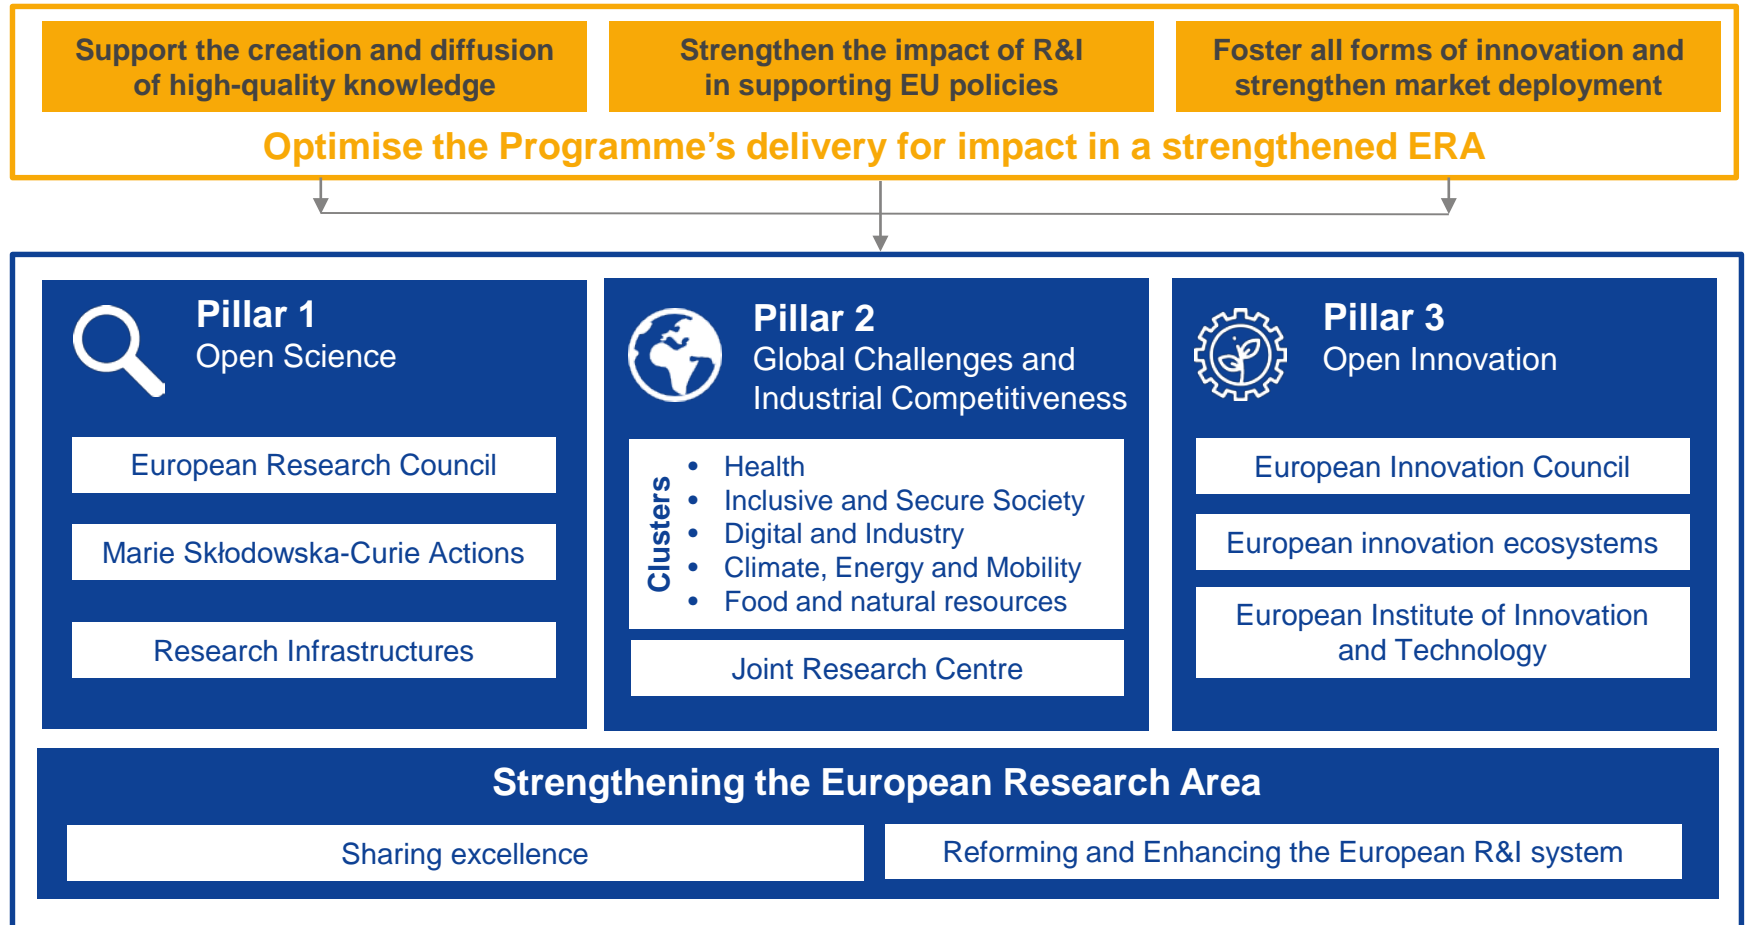 Support the creation and diffusion
of high-quality knowledge
Strengthen the impact of R&I
in supporting EU policies
Foster all forms of innovation and
strengthen market deployment
Optimise the Programme’s delivery for impact in a strengthened ERA
Pillar 1
Open Science
European Research Council
Marie Skłodowska-Curie Actions
Research Infrastructures
Pillar 2
Global Challenges and
Industrial Competitiveness
Clusters
• Health
• Inclusive and Secure Society
• Digital and Industry
• Climate, Energy and Mobility
• Food and natural resources
Joint Research Centre
Pillar 3
Open Innovation
European Innovation Council
European innovation ecosystems
European Institute of Innovation
and Technology
Strengthening the European Research Area
Sharing excellence
Reforming and Enhancing the European R&I system